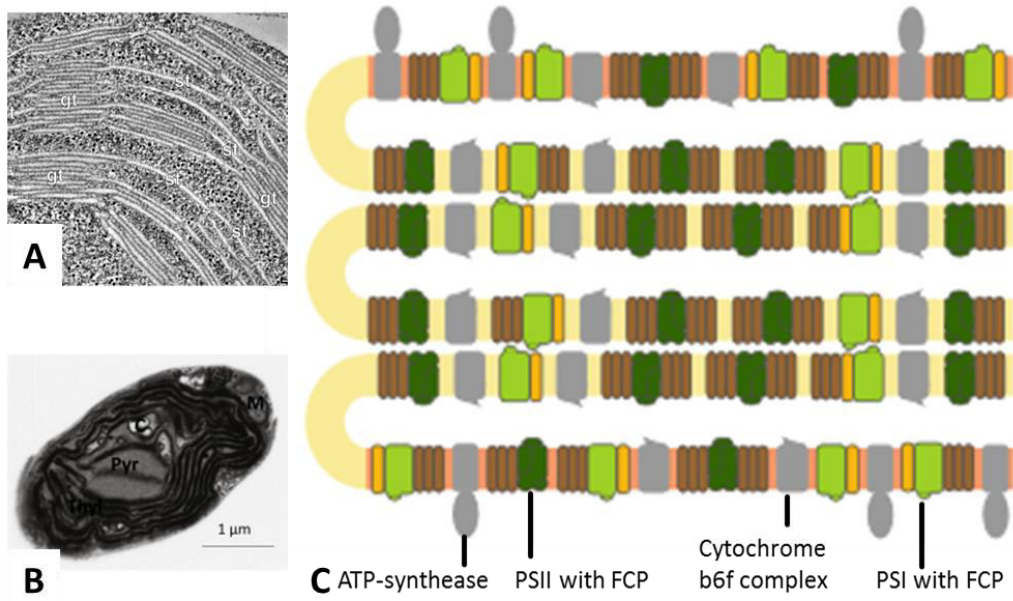 st
gt
st
gt
st
gt
st
A
C
M
Pyr
Thyl
1 µm
B
C
ATP-synthease
PSII with FCP
Cytochrome
b6f complex
PSI with FCP